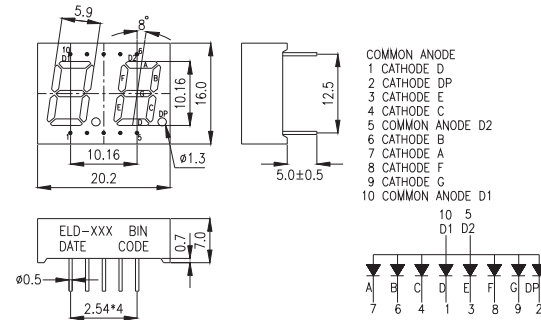 5.9
8°
10
D1
D2
6
A
F
B
G
E
C
D
DP
1
5
10.16
16.0
10.16
ø1.3
20.2
12.5
5.0±0.5
ELD-XXX BIN
DATE CODE
0.7
7.0
ø0.5
2.54*4
COMMON ANODE
1 CATHODE D
2 CATHODE DP
3 CATHODE E
4 CATHODE C
5 COMMON ANODE D2
6 CATHODE B
7 CATHODE A
8 CATHODE F
9 CATHODE G
10 COMMON ANODE D1
10 5
D1 D2
A B C D E F G DP
7 6 4 1 3 8 9 2